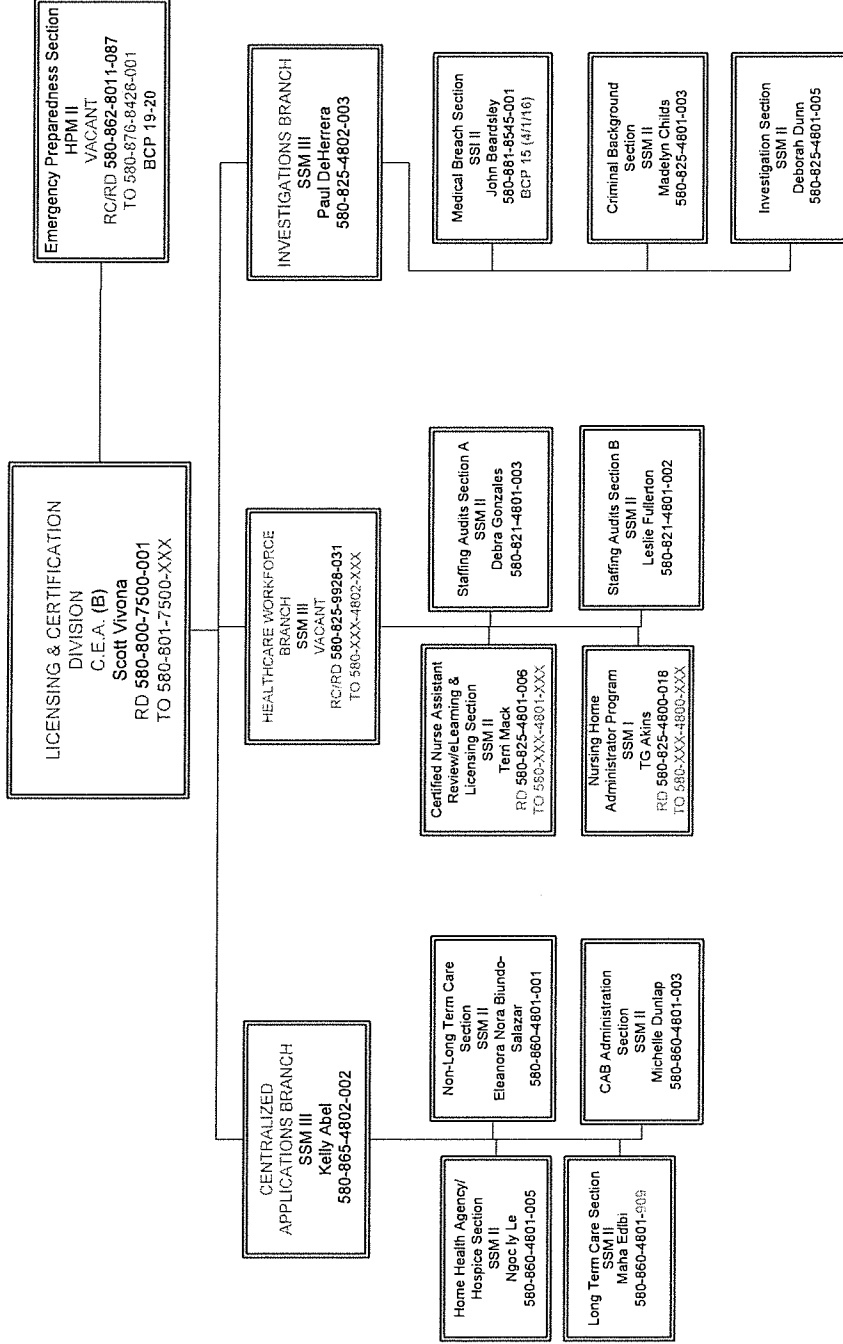 LICENSING & CERTIFICATION
DIVISION
C.E.A. (B)
Scott Vivona
RD 580-800-7500-001
TO 580-801-7500-XXX
Emergency Preparedness Section
HPM II
VACANT
RC/RD 580-862-8011-087
TO 580-876-8428-001
BCP 19-20
CENTRALIZED
APPLICATIONS BRANCH
SSM III
Kelly Abel
580-865-4802-002
HEALTHCARE WORKFORCE
BRANCH
SSM III
VACANT
RC/RD 580-825-9928-031
TO 580-XXX-4802-XXX
INVESTIGATIONS BRANCH
SSM III
Paul DeHerrera
580-825-4802-003
Home Health Agency/
Hospice Section
SSM II
Ngoc ly Le
580-860-4801-005
Non-Long Term Care
Section
SSM II
Eleanora Nora Biundo-
Salazar
580-860-4801-001
Long Term Care Section
SSM II
Maha Edlbi
580-860-4801-909
CAB Administration
Section
SSM II
Michelle Dunlap
580-860-4801-003
Certified Nurse Assistant
Review/eLearning &
Licensing Section
SSM II
Terri Mack
RD 580-825-4801-006
TO 580-XXX-4801-XXX
Staffing Audits Section A
SSM II
Debra Gonzales
580-821-4801-003
Nursing Home
Administrator Program
SSM I
TG Akins
RD 580-825-4800-018
TO 580-XXX-4800-XXX
Staffing Audits Section B
SSM II
Leslie Fullerton
580-821-4801-002
Medical Breach Section
SSI II
John Beardsley
580-881-8545-001
BCP 15 (4/1/16)
Criminal Background
Section
SSM II
Madelyn Childs
580-825-4801-003
Investigation Section
SSM II
Deborah Dunn
580-825-4801-005